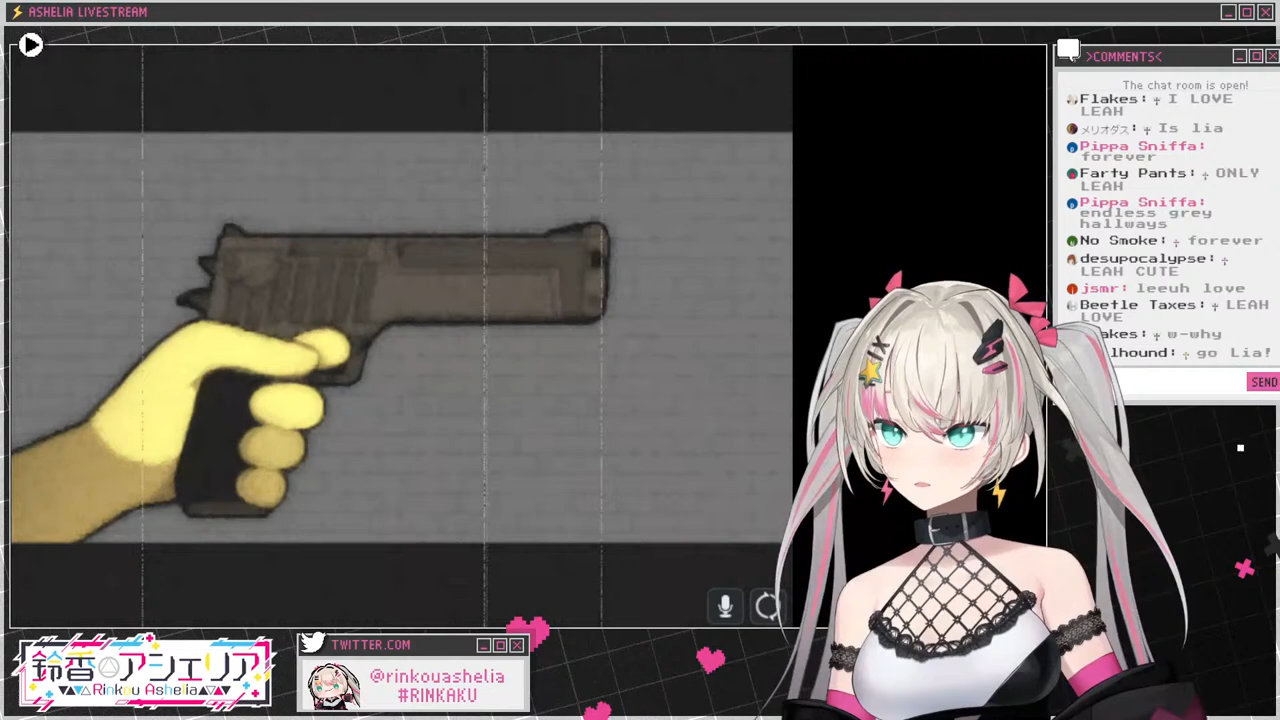 ASHELIA LIVESTREAM
>COMMENTS<
The chat room is open!
Flakes: I LOVE
LEAH
メリオダス: Is lia
Pippa Sniffa:
forever
Farty Pants: ONLY
LEAH
Pippa Sniffa:
endless grey
hallways
No Smoke: forever
desupocalypse:
LEAH CUTE
jsmr: leeuh love
Beetle Taxes: LEAH
LOVE
akes: w-why
lhound: go Lia!
SEND
鈴香アシェリア
Rinkou Ashelia
TWITTER.COM
@rinkouashelia
#RINKAKU